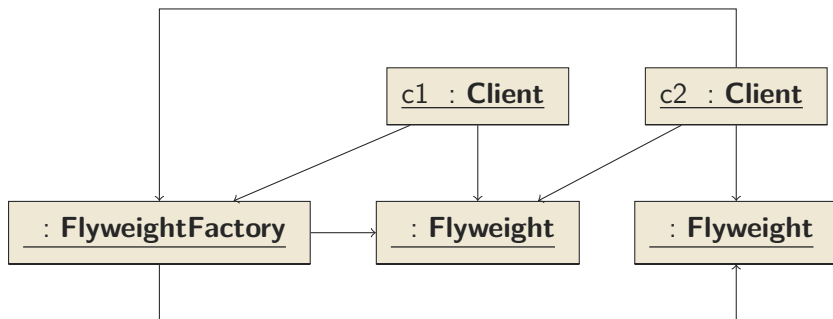 c1 : Client
c2 : Client
: FlyweightFactory
: Flyweight
: Flyweight